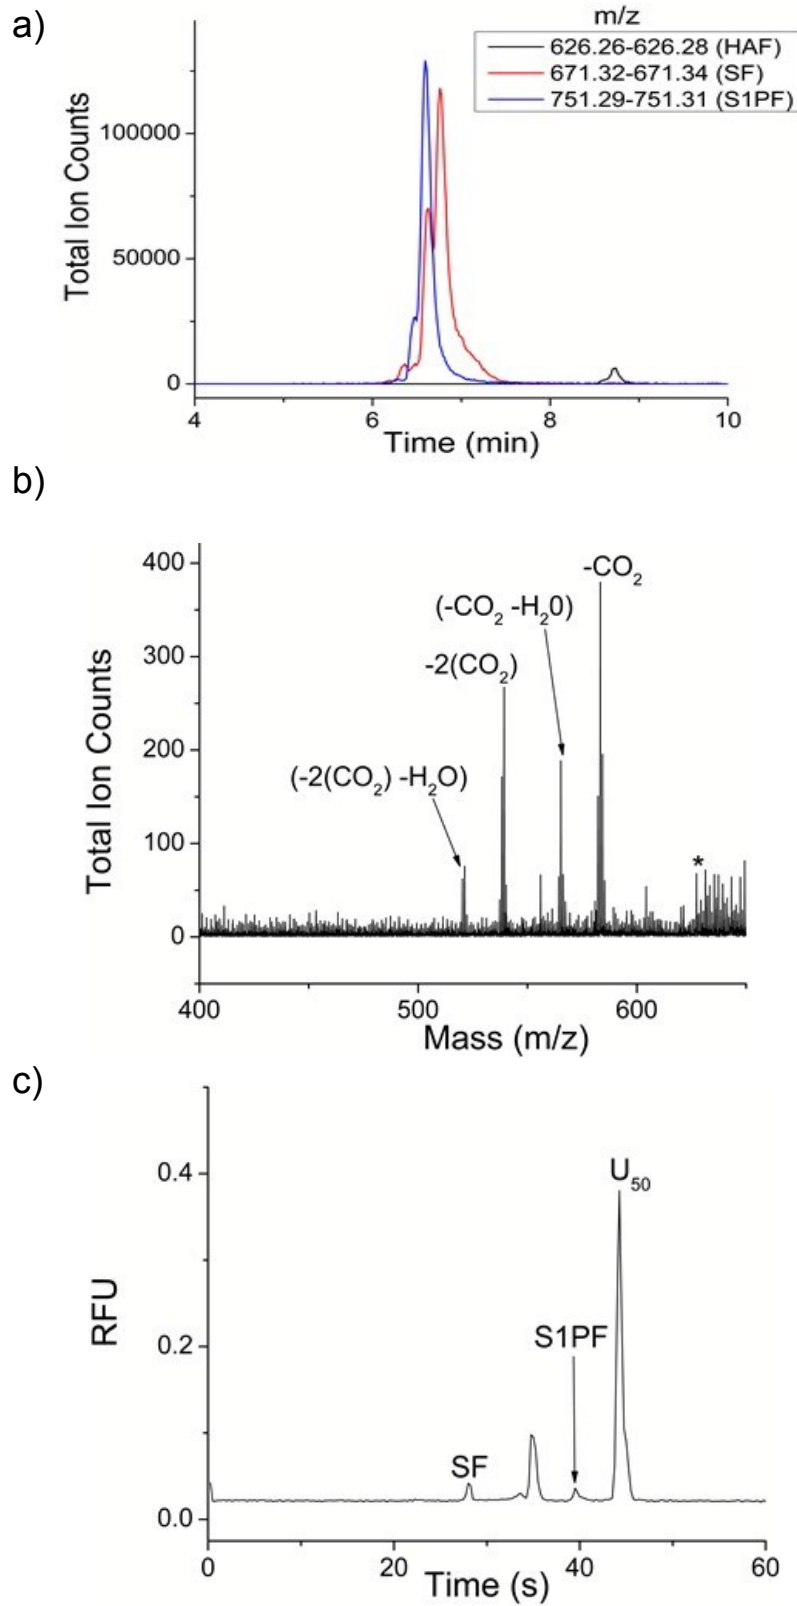 a)
m/z
626.26-626.28 (HAF)
671.32-671.34 (SF)
751.29-751.31 (S1PF)
Total Ion Counts
100000
50000
0
4 6 8 10
Time (min)
b)
400
300
200
100
0
Total Ion Counts
-CO2
(-CO2 -H20)
-2(CO2)
(-2(CO2) -H2O)
*
400 500 600
Mass (m/z)
c)
0.4
0.2
0.0
RFU
U50
S1PF
SF
0 20 40 60
Time (s)